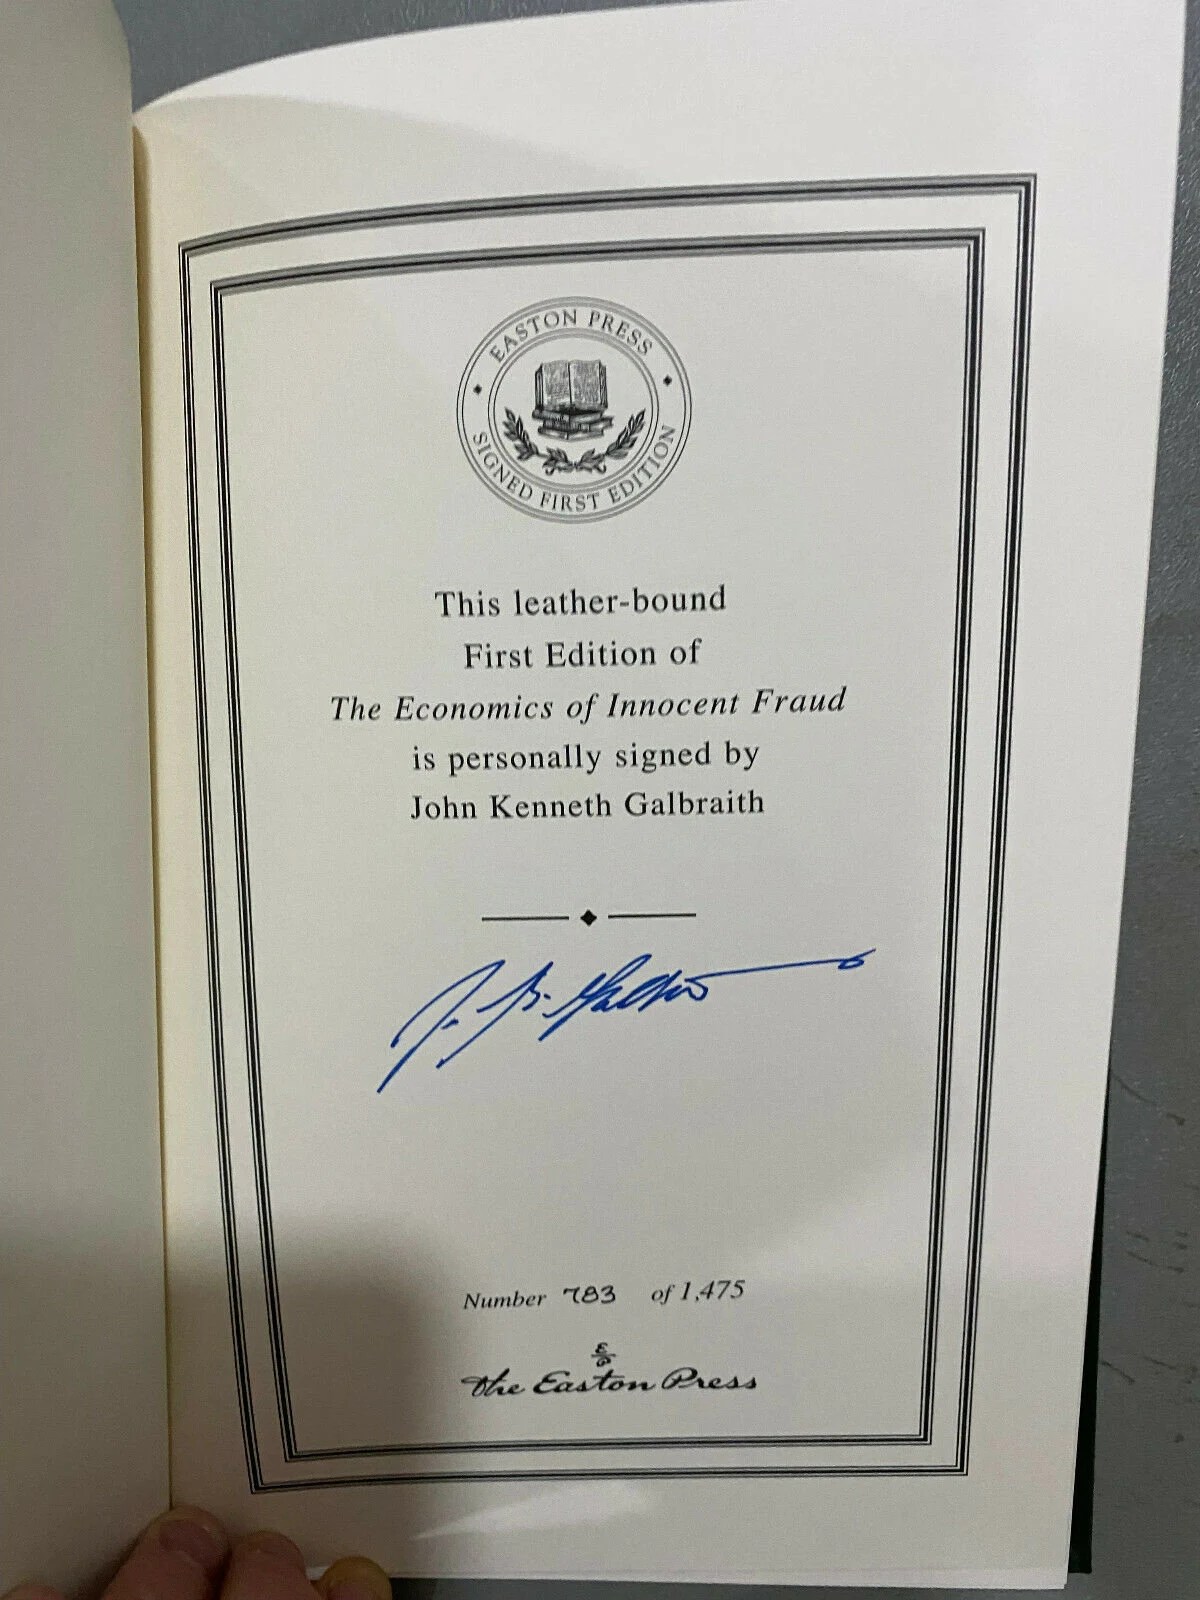 EASTON PRESS
SIGNED FIRST EDITION
This leather-bound
First Edition of
The Economics of Innocent Fraud
is personally signed by
John Kenneth Galbraith
Number 783 of 1,475
The Easton Press